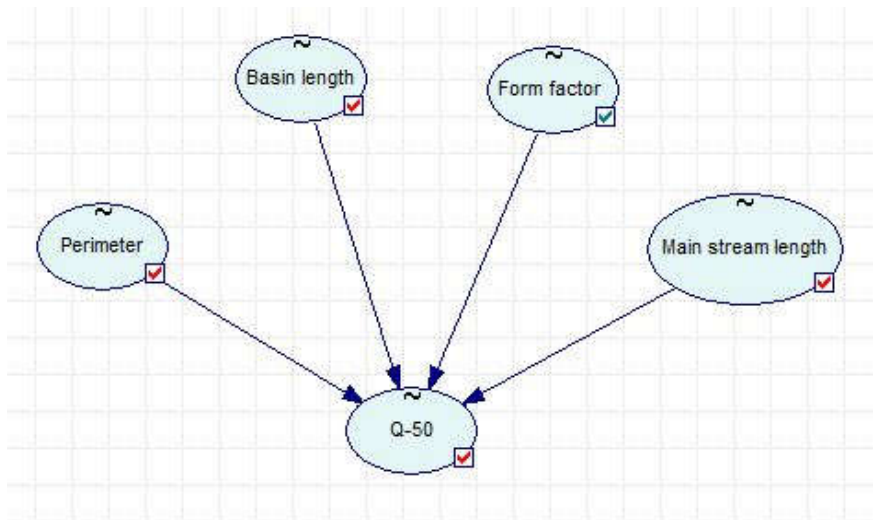 Basin length
Form factor
Perimeter
Main stream length
Q-50